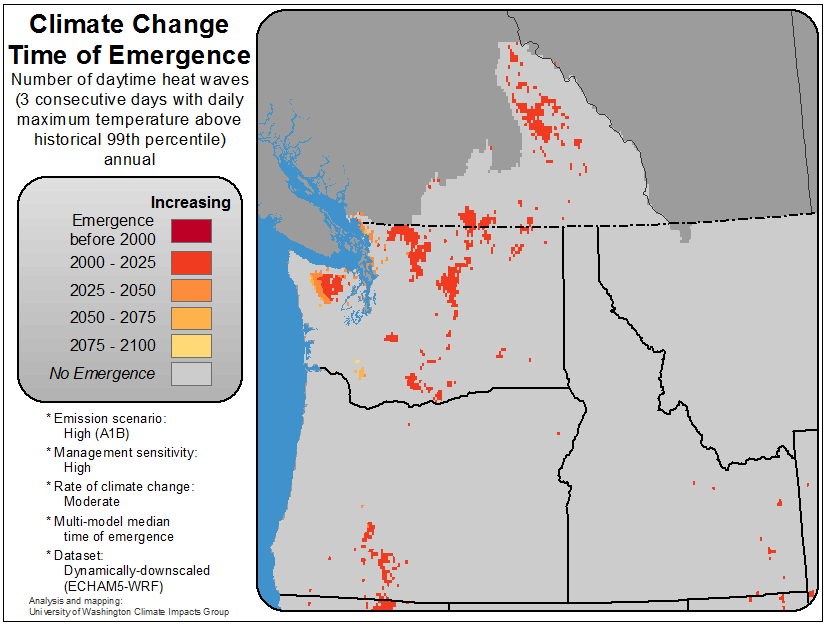 Climate Change
Time of Emergence
Number of daytime heat waves
(3 consecutive days with daily
maximum temperature above
historical 99th percentile)
annual
Increasing
Emergence
before 2000
2000 - 2025
2025 - 2050
2050 - 2075
2075 - 2100
No Emergence
* Emission scenario:
High (A1B)
* Management sensitivity:
High
* Rate of climate change:
Moderate
* Multi-model median
time of emergence
* Dataset:
Dynamically-downscaled
(ECHAM5-WRF)
Analysis and mapping:
University of Washington Climate Impacts Group